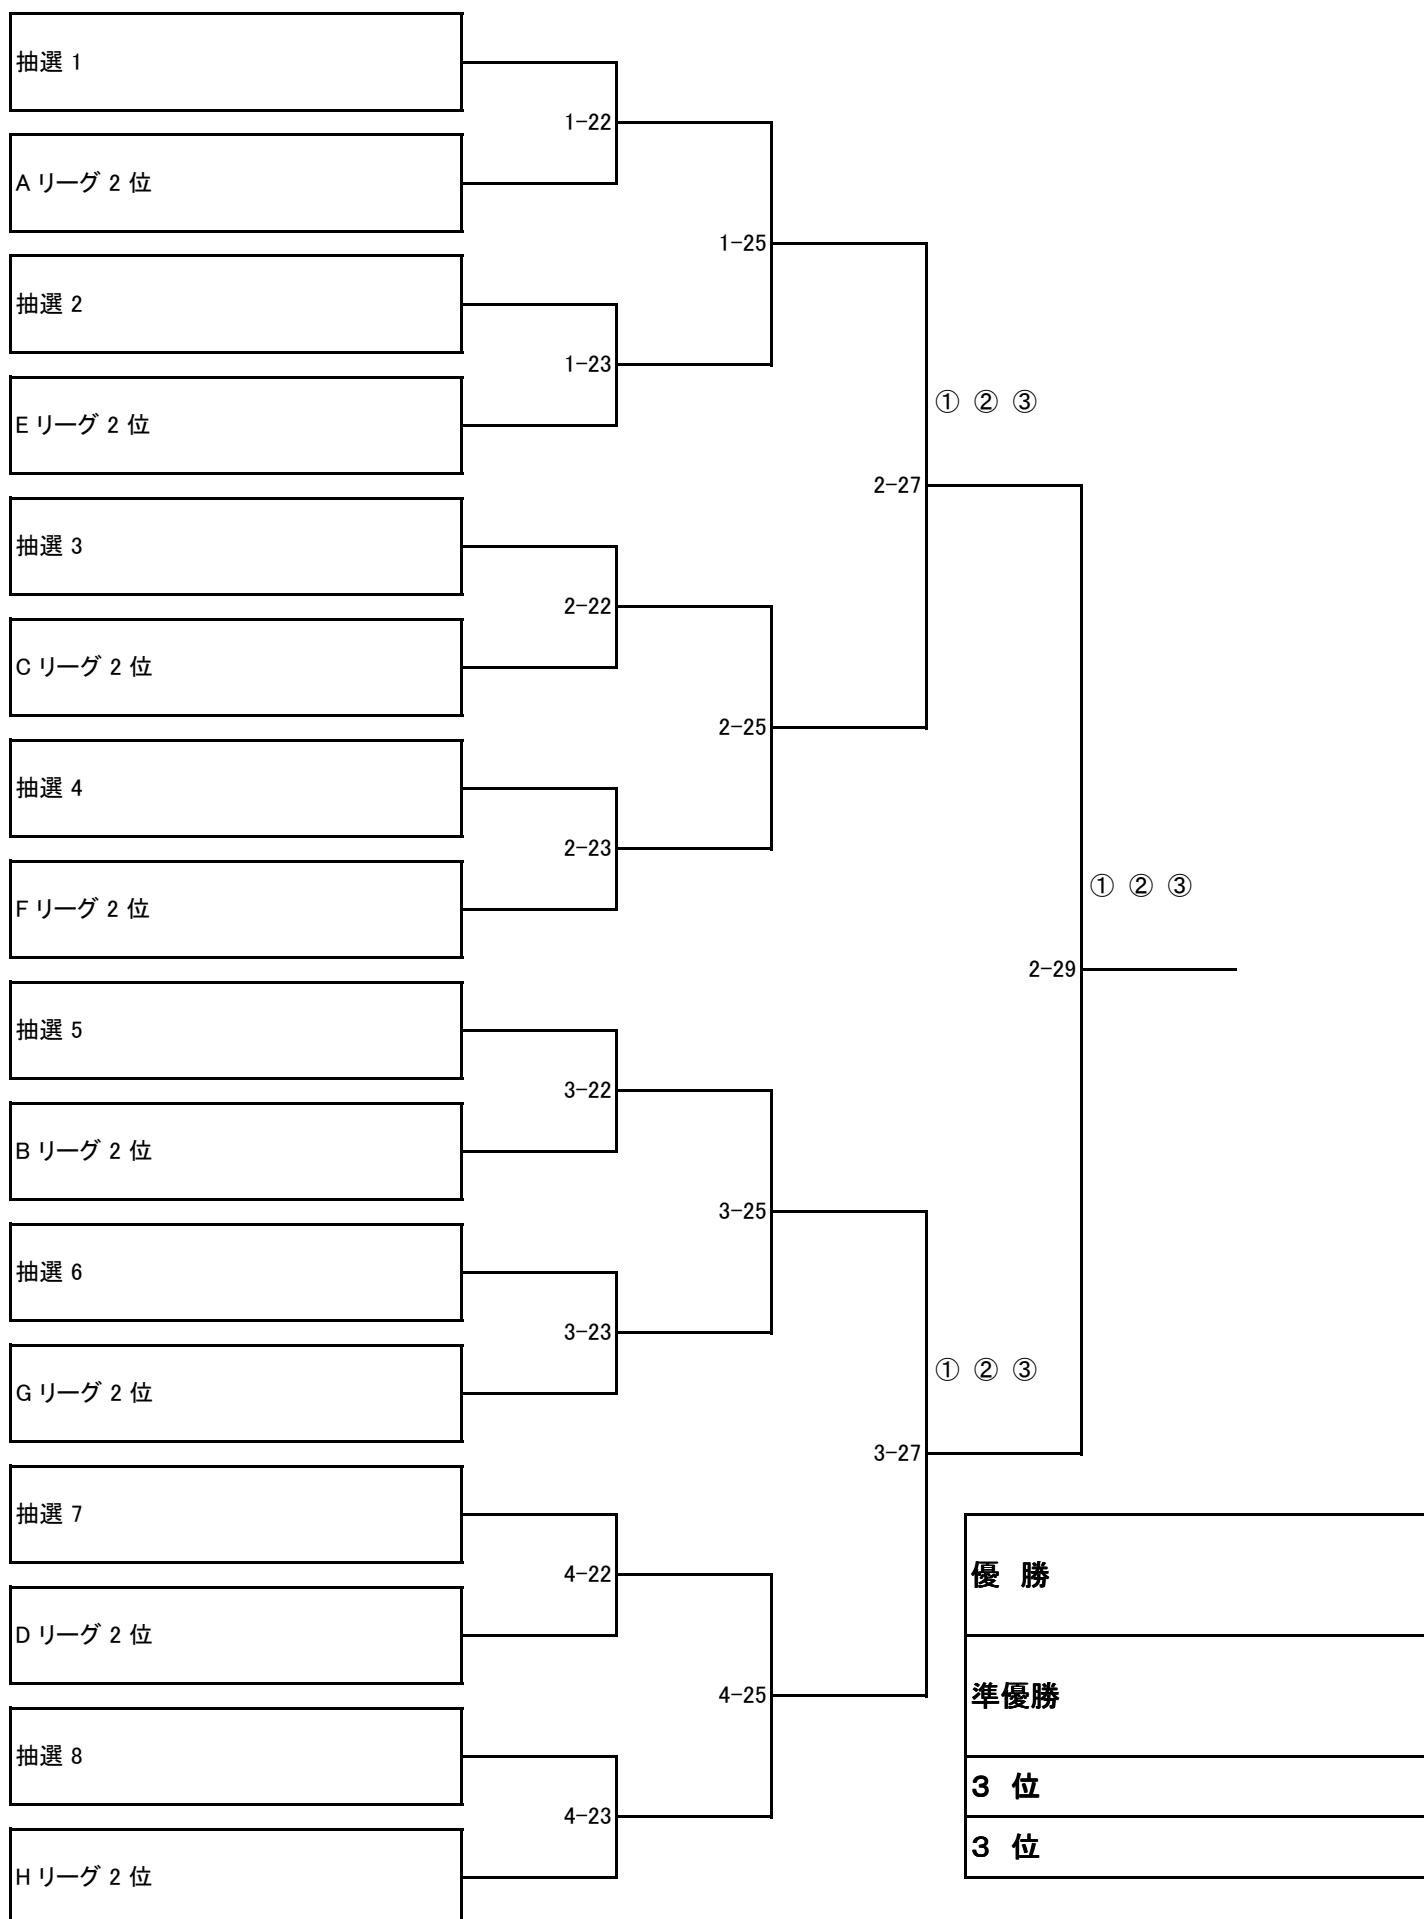 抽選 1
1-22
A リーグ 2 位
1-25
抽選 2
1-23
E リーグ 2 位
① ② ③
2-27
抽選 3
2-22
C リーグ 2 位
2-25
抽選 4
2-23
F リーグ 2 位
① ② ③
2-29
抽選 5
3-22
B リーグ 2 位
3-25
抽選 6
3-23
G リーグ 2 位
① ② ③
3-27
抽選 7
4-22
D リーグ 2 位
4-25
抽選 8
4-23
H リーグ 2 位
優 勝
準優勝
3 位
3 位